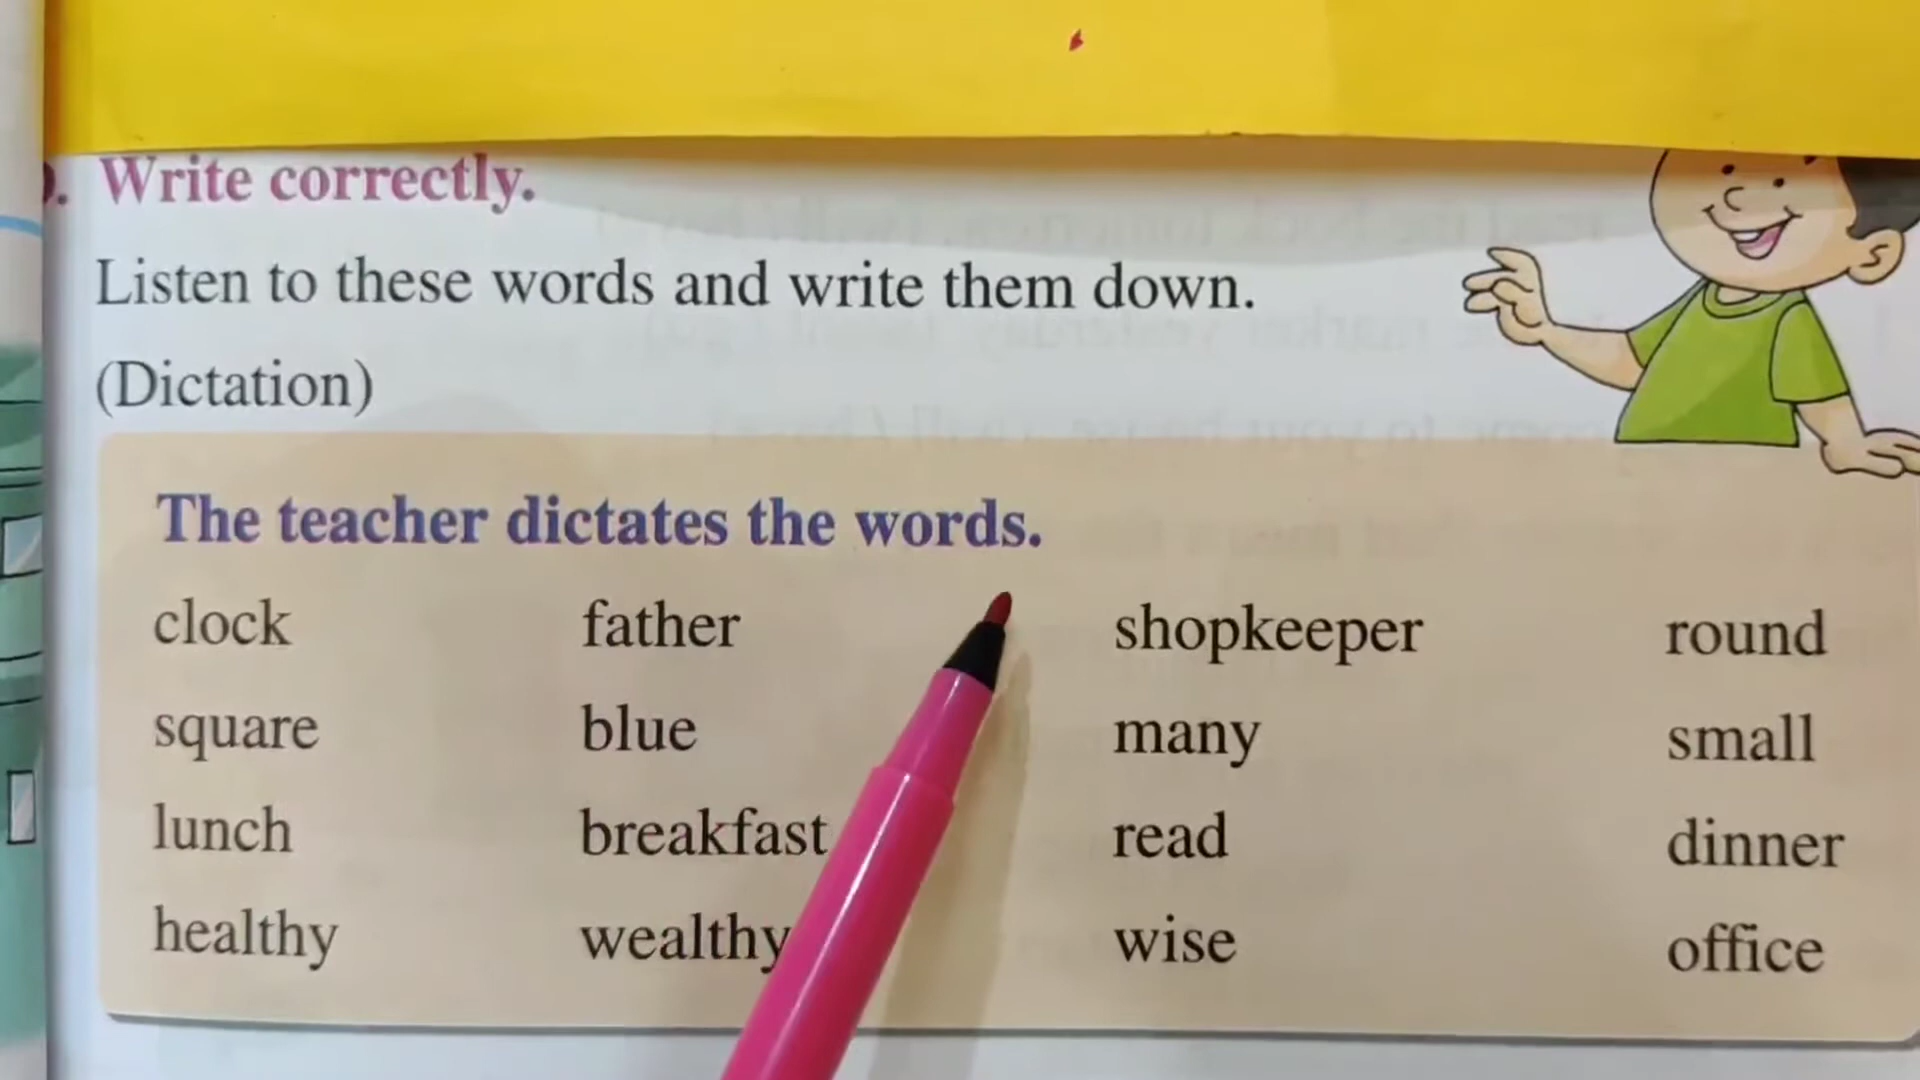 Write correctly.
Listen to these words and write them down.
(Dictation)
The teacher dictates the words.
clock father shopkeeper round
square blue many small
lunch breakfast read dinner
healthy wealthy wise office